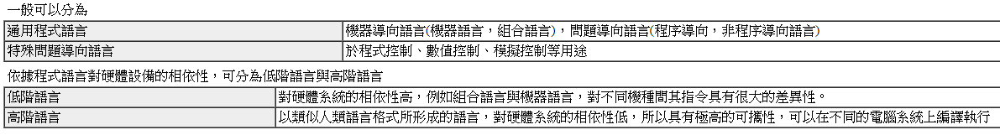 一般可以分為
通用程式語言 機器導向語言(機器語言，組合語言)，問題導向語言(程序導向，非程序導向語言)
特殊問題導向語言 於程式控制、數值控制、模擬控制等用途
依據程式語言對硬體設備的相依性，可分為低階語言與高階語言
低階語言 對硬體系統的相依性高，例如組合語言與機器語言，對不同機種間其指令具有很大的差異性。
高階語言 以類似人類語言格式所形成的語言，對硬體系統的相依性低，所以具有極高的可攜性，可以在不同的電腦系統上編譯執行